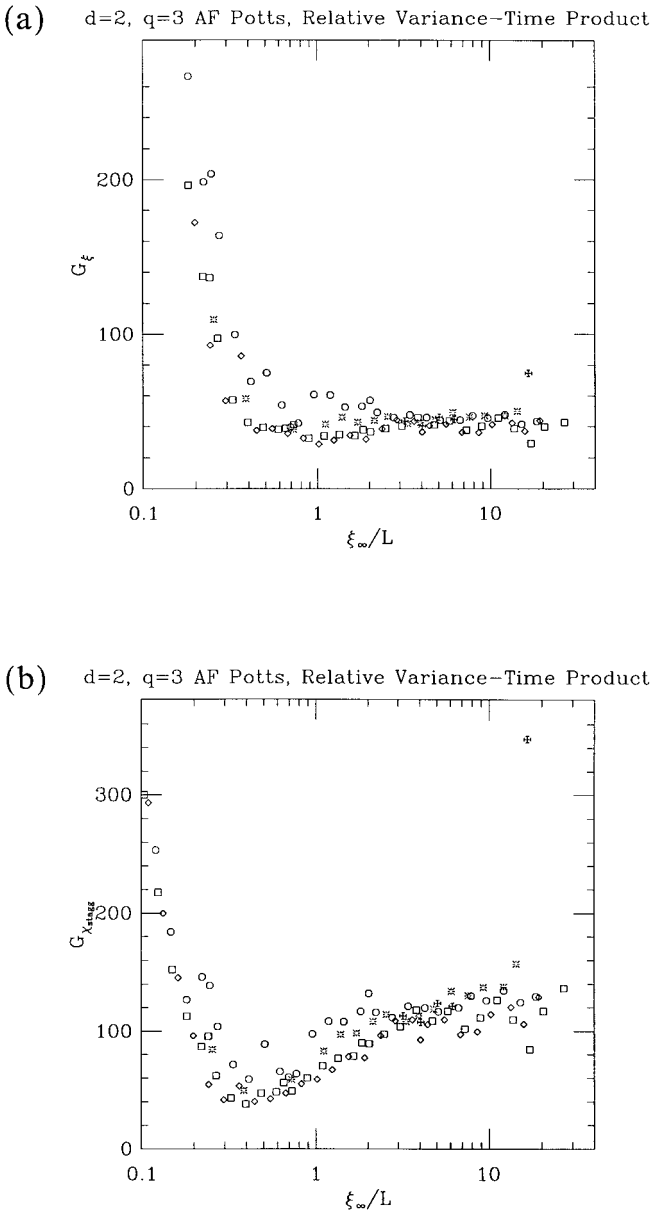 (a) d=2, q=3 AF Potts, Relative Variance-Time Product
200
G_ξ
100
0
0.1 1 10
ξ_∞/L
(b) d=2, q=3 AF Potts, Relative Variance-Time Product
300
200
G_χ_stagg
100
0
0.1 1 10
ξ_∞/L